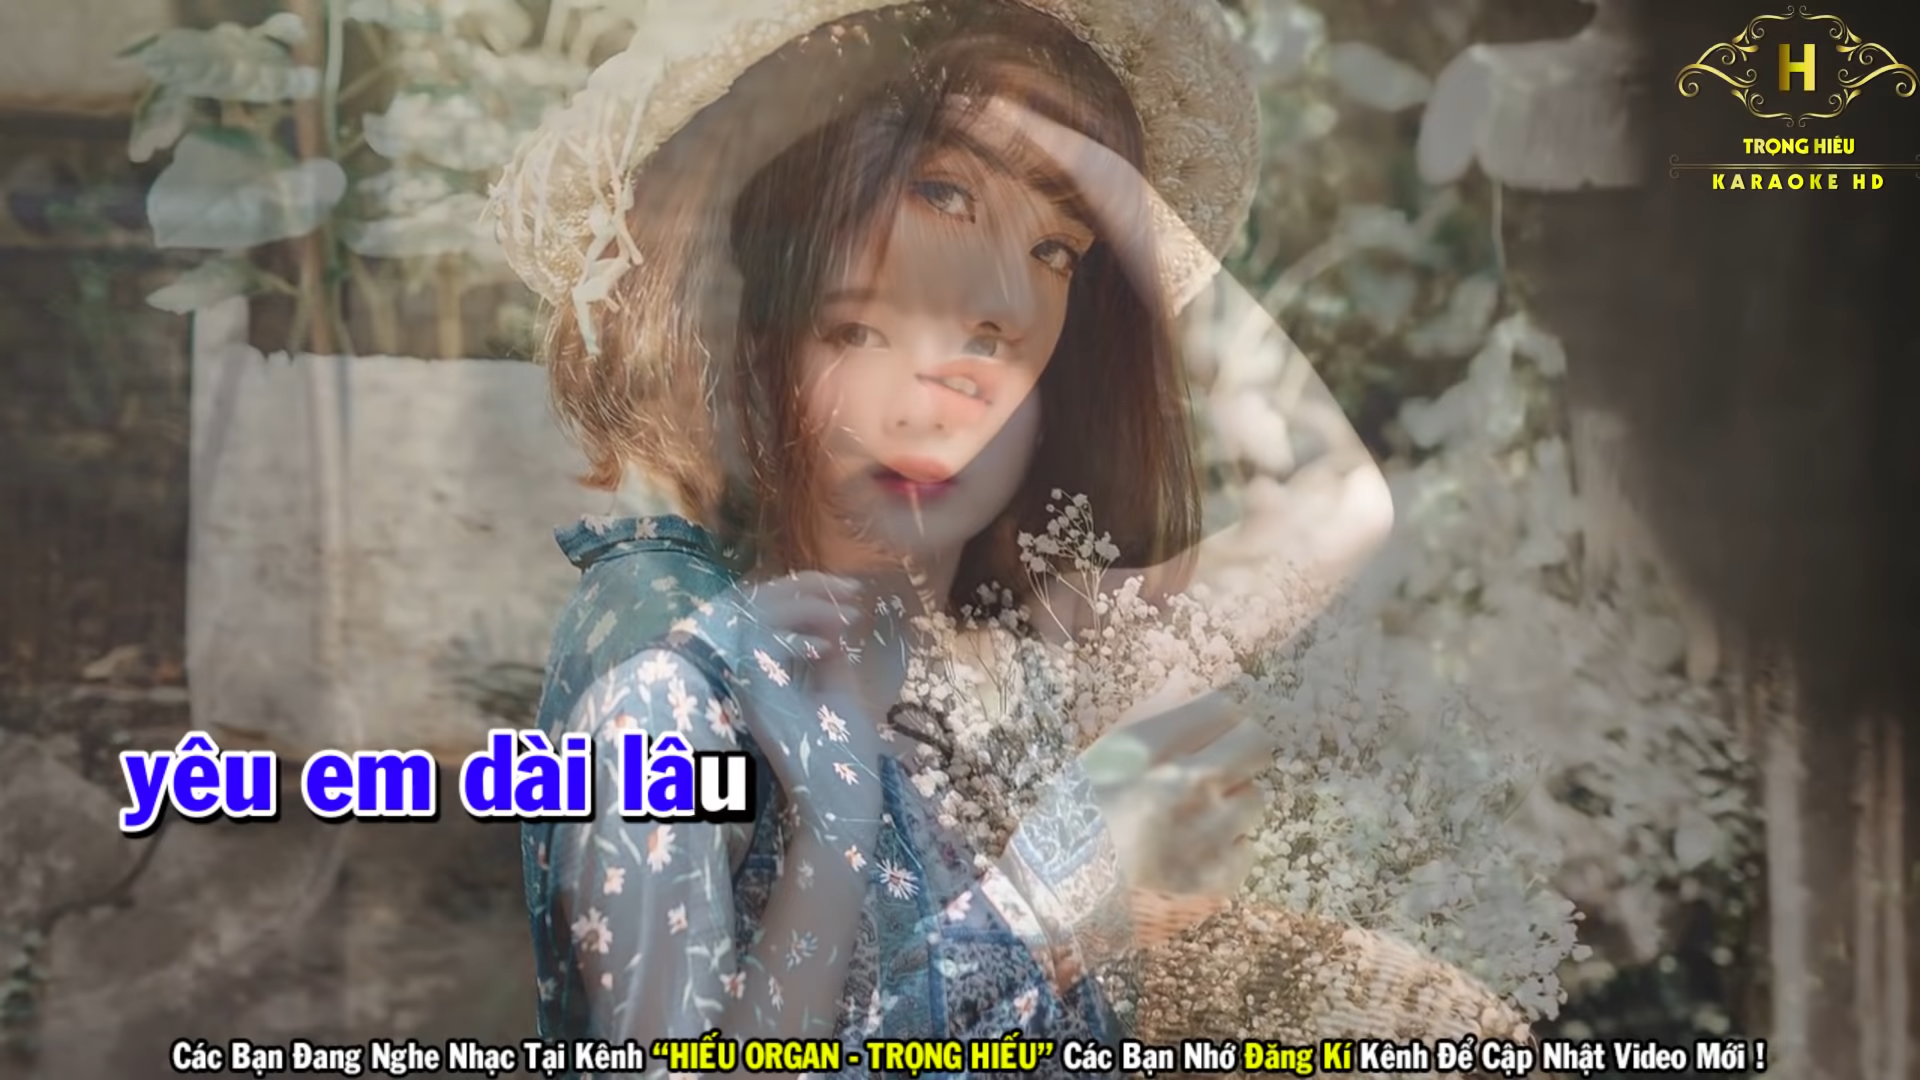 H
TRỌNG HIẾU
KARAOKE HD
yêu em dài lâu
Các Bạn Đang Nghe Nhạc Tại Kênh “HIẾU ORGAN - TRỌNG HIẾU” Các Bạn Nhớ Đăng Kí Kênh Để Cập Nhật Video Mới !